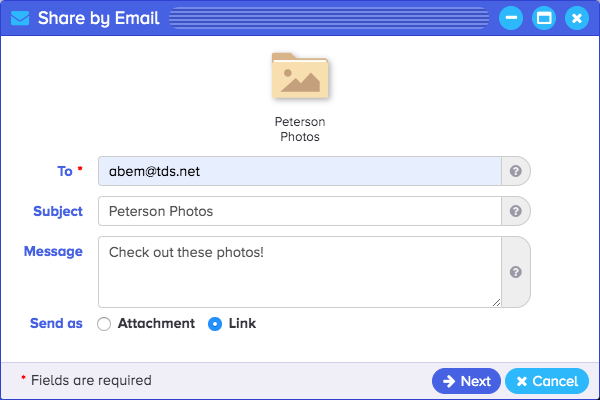 Share by Email
Peterson
Photos
To *
abem@tds.net
?
Subject
Peterson Photos
?
Message
Check out these photos!
?
Send as
Attachment
Link
* Fields are required
Next
Cancel